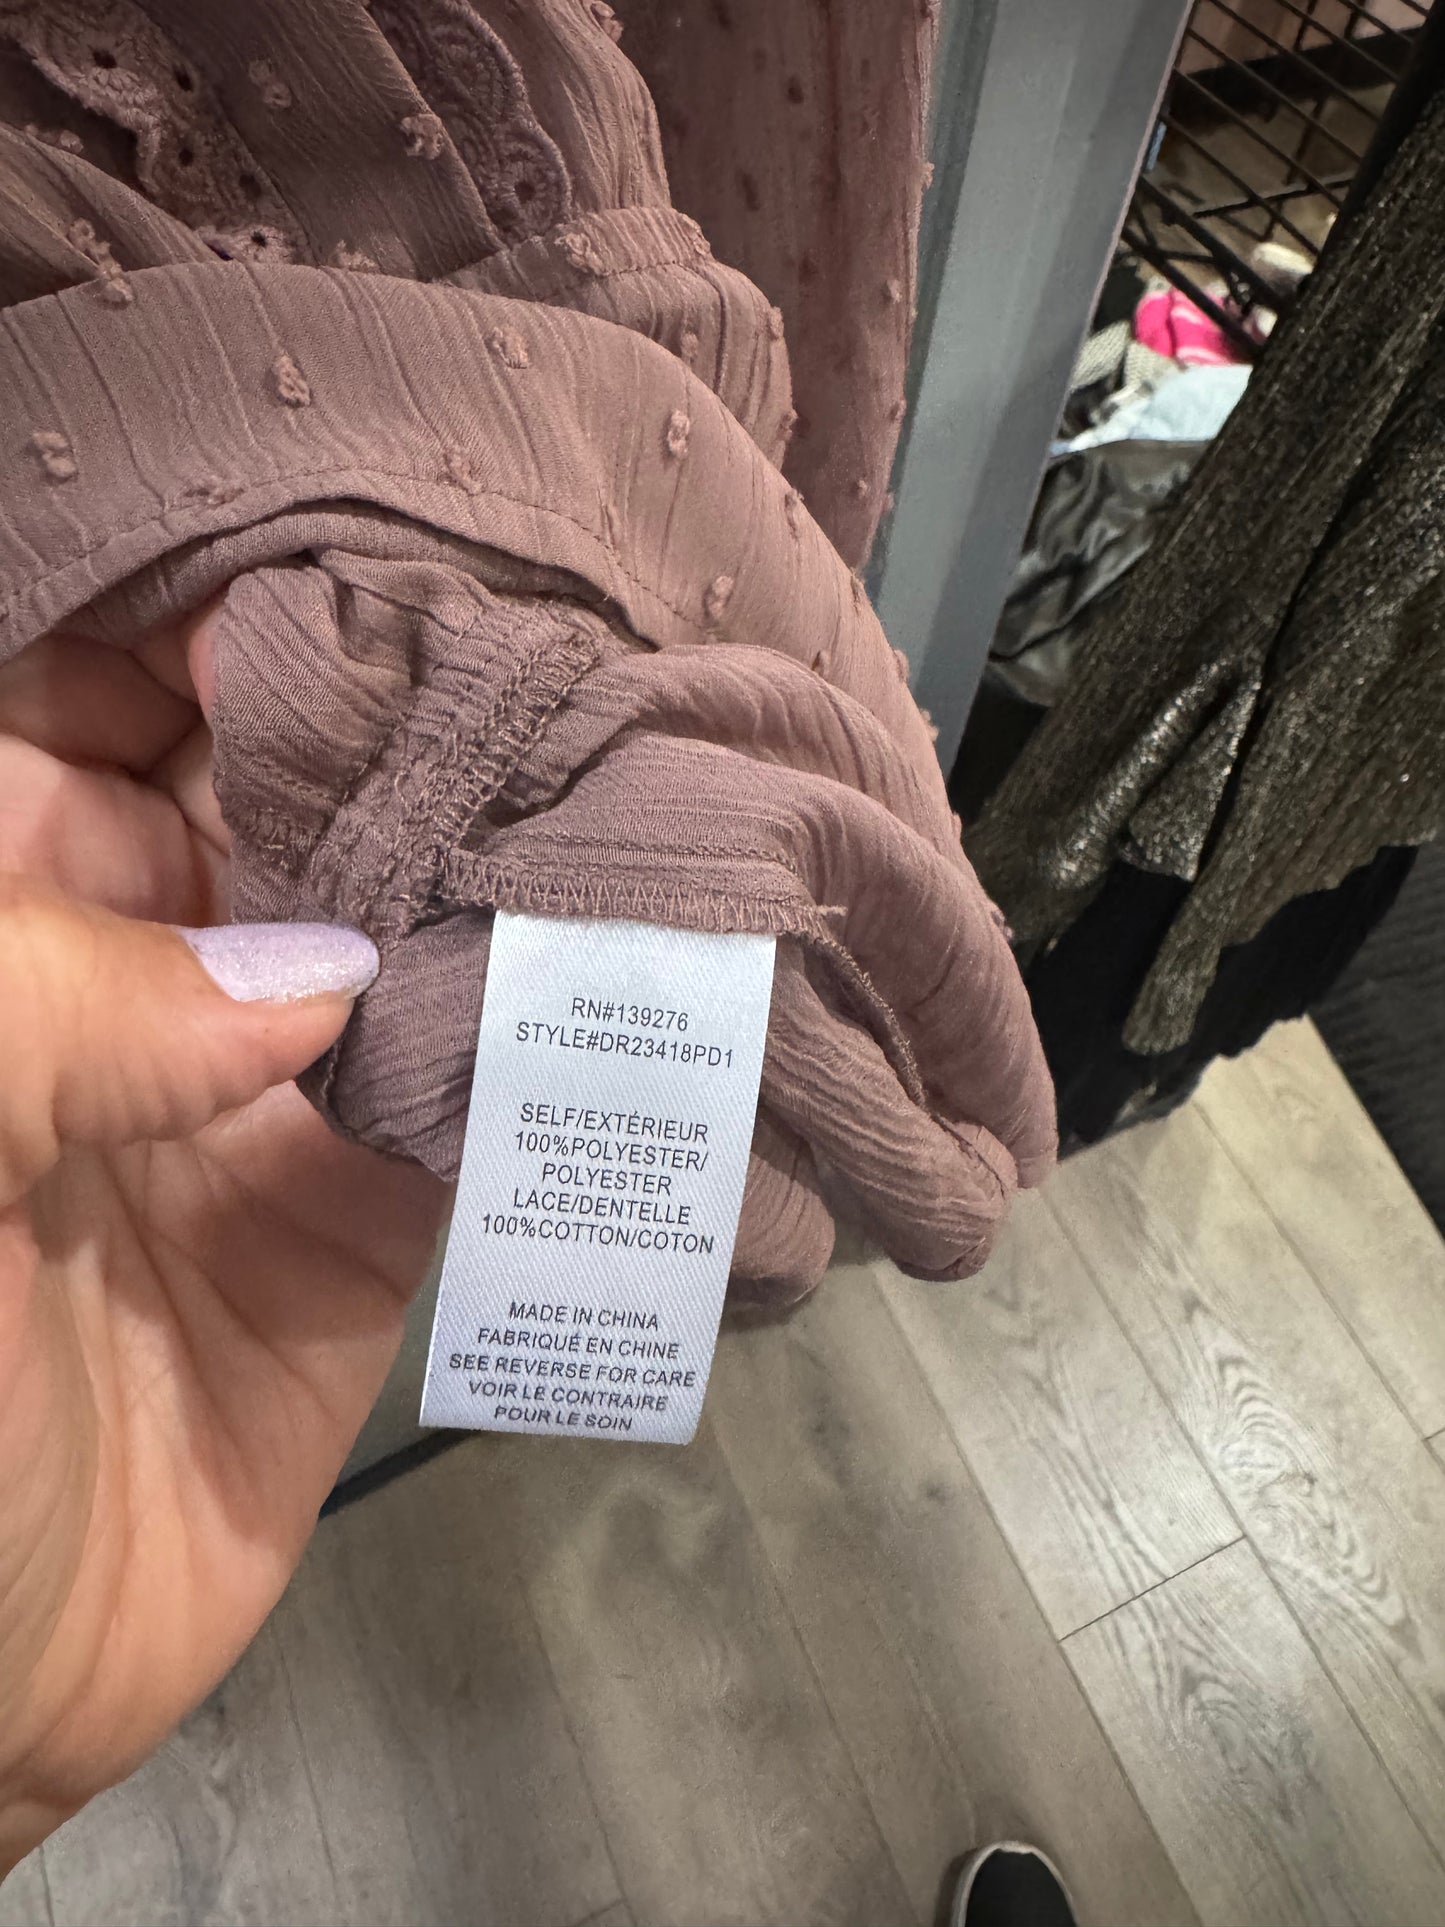 RN#139276
STYLE#DR23418PD1
SELF/EXTÉRIEUR
100%POLYESTER/
POLYESTER
LACE/DENTELLE
100%COTTON/COTON
MADE IN CHINA
FABRIQUÉ EN CHINE
SEE REVERSE FOR CARE
VOIR LE CONTRAIRE
POUR LE SOIN